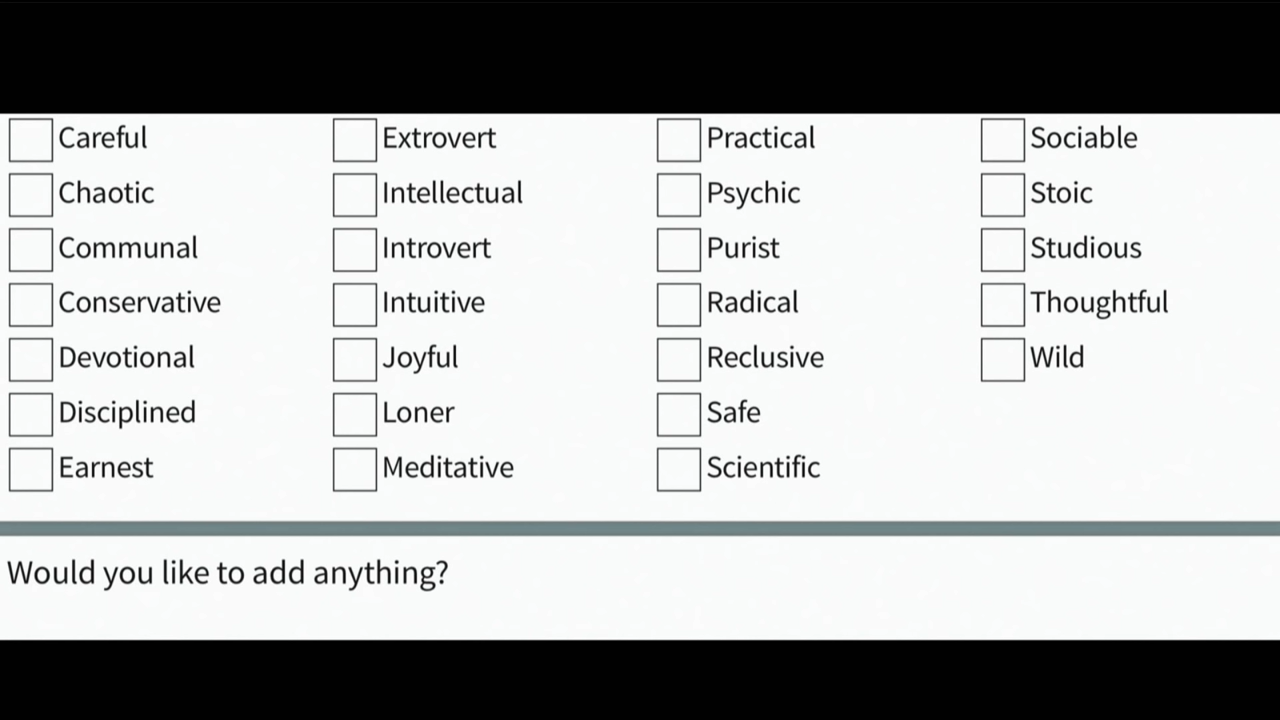 Careful
Chaotic
Communal
Conservative
Devotional
Disciplined
Earnest
Extrovert
Intellectual
Introvert
Intuitive
Joyful
Loner
Meditative
Practical
Psychic
Purist
Radical
Reclusive
Safe
Scientific
Sociable
Stoic
Studious
Thoughtful
Wild
Would you like to add anything?